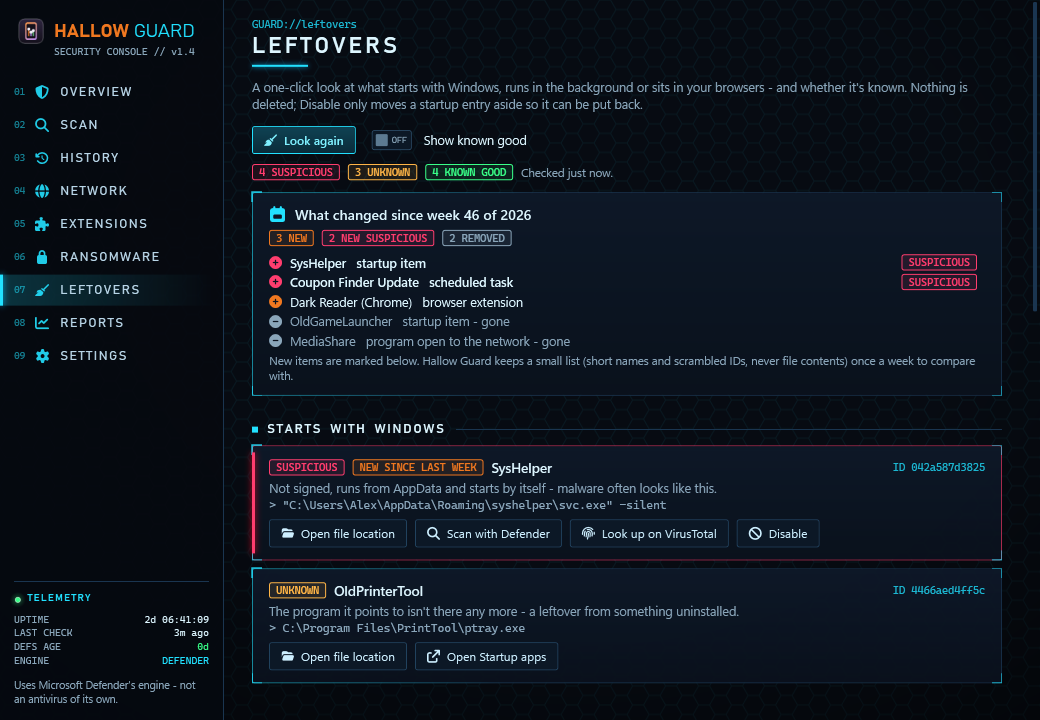 HALLOW GUARD
SECURITY CONSOLE // v1.4
01 OVERVIEW
02 SCAN
03 HISTORY
04 NETWORK
05 EXTENSIONS
06 RANSOMWARE
07 LEFTOVERS
08 REPORTS
09 SETTINGS
TELEMETRY
UPTIME 2d 06:41:09
LAST CHECK 3m ago
DEFS AGE 0d
ENGINE DEFENDER
Uses Microsoft Defender's engine - not
an antivirus of its own.
GUARD://leftovers
LEFTOVERS
A one-click look at what starts with Windows, runs in the background or sits in your browsers - and whether it's known. Nothing is
deleted; Disable only moves a startup entry aside so it can be put back.
Look again OFF Show known good
4 SUSPICIOUS 3 UNKNOWN 4 KNOWN GOOD Checked just now.
What changed since week 46 of 2026
3 NEW 2 NEW SUSPICIOUS 2 REMOVED
SysHelper startup item SUSPICIOUS
Coupon Finder Update scheduled task SUSPICIOUS
Dark Reader (Chrome) browser extension
OldGameLauncher startup item - gone
MediaShare program open to the network - gone
New items are marked below. Hallow Guard keeps a small list (short names and scrambled IDs, never file contents) once a week to compare
with.
STARTS WITH WINDOWS
SUSPICIOUS NEW SINCE LAST WEEK SysHelper ID 042a587d3825
Not signed, runs from AppData and starts by itself - malware often looks like this.
> "C:\Users\Alex\AppData\Roaming\syshelper\svc.exe" -silent
Open file location Scan with Defender Look up on VirusTotal Disable
UNKNOWN OldPrinterTool ID 4466aed4ff5c
The program it points to isn't there any more - a leftover from something uninstalled.
> C:\Program Files\PrintTool\ptray.exe
Open file location Open Startup apps